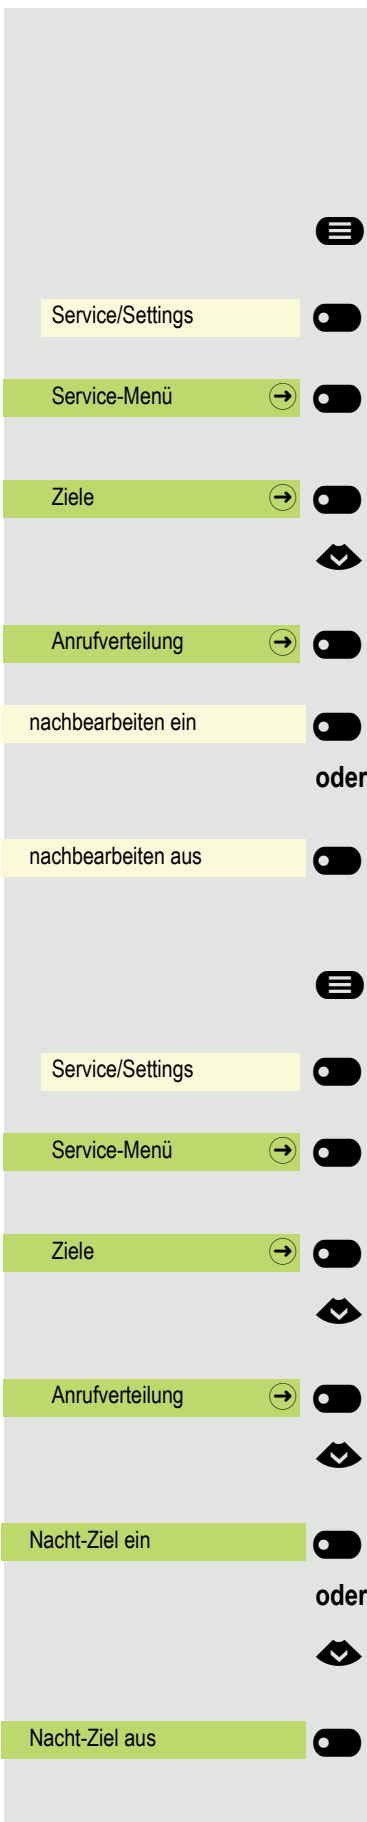 Service/Settings
Service-Menü
Ziele
Anrufverteilung
nachbearbeiten ein
oder
nachbearbeiten aus
Service/Settings
Service-Menü
Ziele
Anrufverteilung
Nacht-Ziel ein
oder
Nacht-Ziel aus